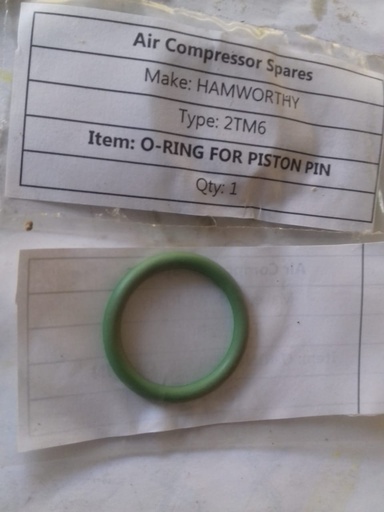 Air Compressor Spares
Make: HAMWORTHY
Type: 2TM6
Item: O-RING FOR PISTON PIN
Qty: 1